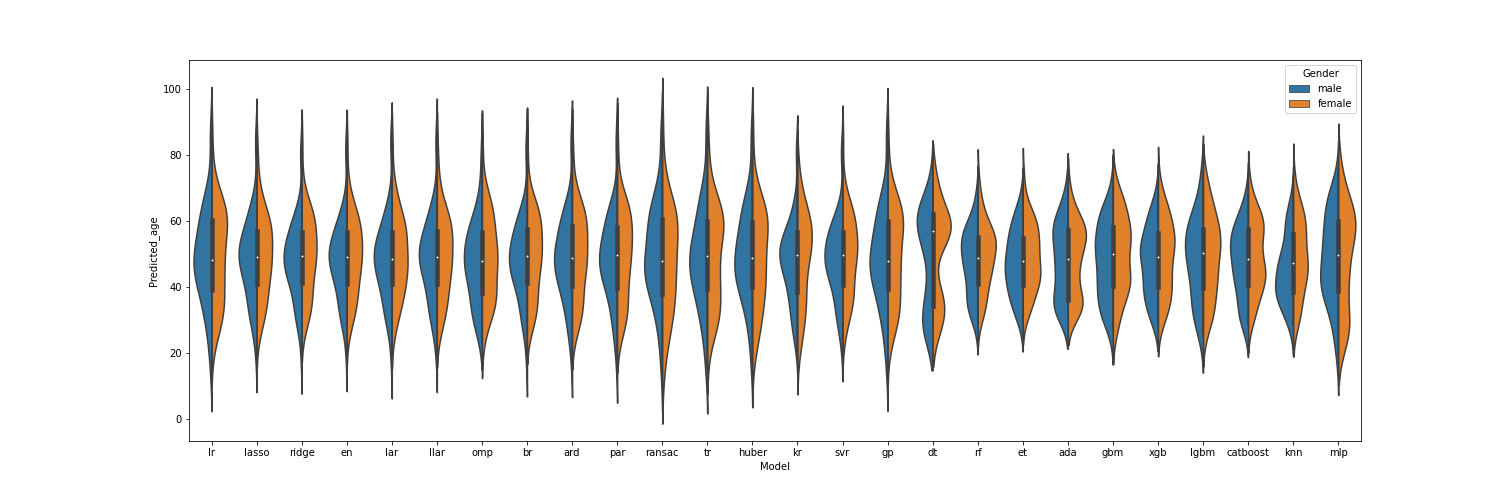 Gender
male
female
100
80
60
40
20
0
Predicted_age
lr lasso ridge en lar llar omp br ard par ransac tr huber kr svr gp dt rf et ada gbm xgb lgbm catboost knn mlp
Model